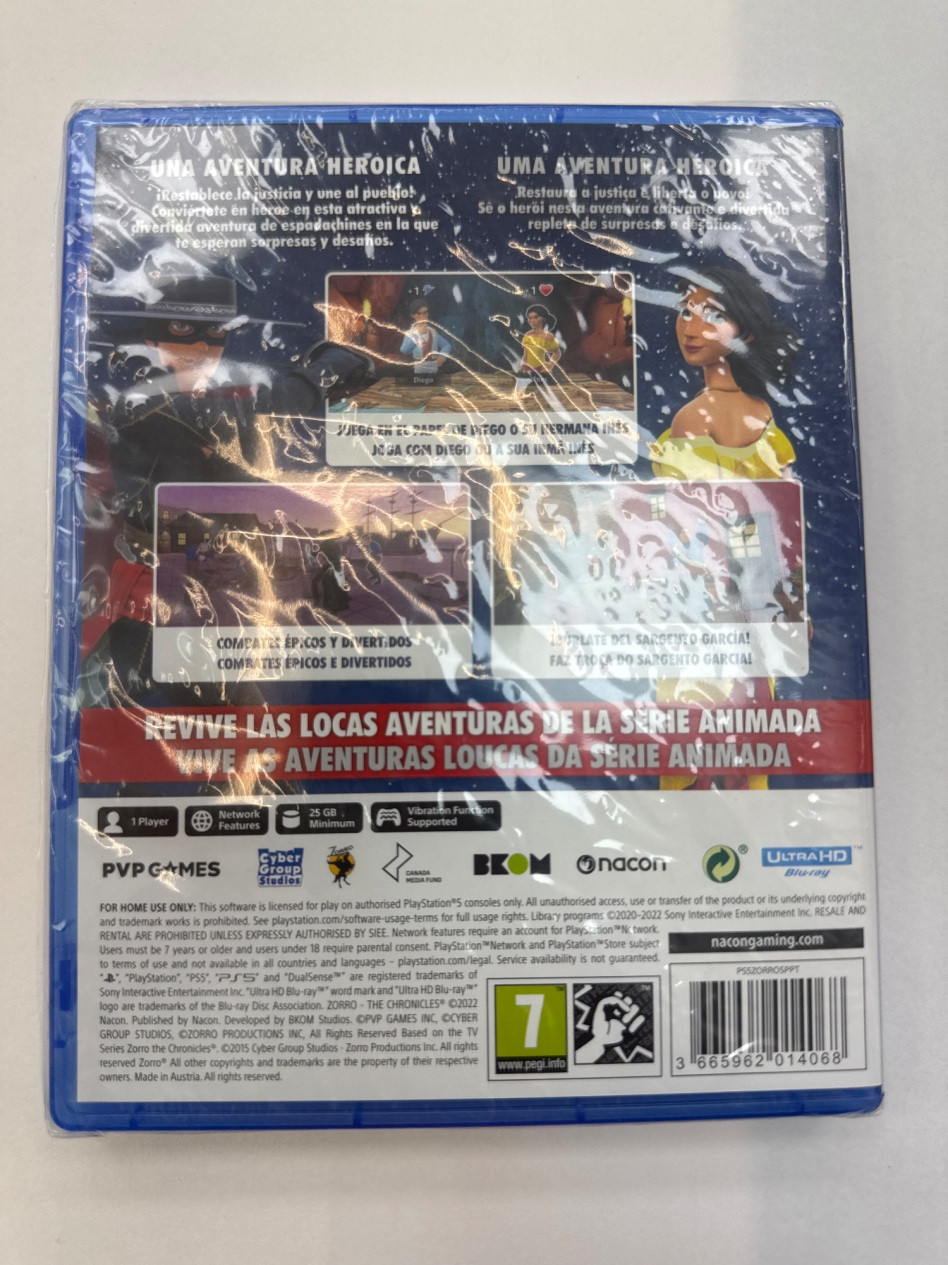 UNA AVENTURA HEROICA
¡Restablece la justicia y une al pueblo!
Conviértete en héroe en esta atractiva y
divertida aventura de espadachines en la que
te esperan sorpresas y desafíos.
UMA AVENTURA HEROICA
Restaura a justiça e liberta o povo!
Sê o herói nesta aventura cativante e divertida
repleta de surpresas e desafios.
-1
1
Diego
JUEGA EN EL PAPEL DE DIEGO O SU HERMANA INÉS
JOGA COM DIEGO OU A SUA IRMÃ INÊS
COMBATES ÉPICOS Y DIVERTIDOS
COMBATES ÉPICOS E DIVERTIDOS
¡BÚRLATE DEL SARGENTO GARCÍA!
FAZ TROÇA DO SARGENTO GARCIA!
REVIVE LAS LOCAS AVENTURAS DE LA SERIE ANIMADA
VIVE AS AVENTURAS LOUCAS DA SÉRIE ANIMADA
1 Player
Network
Features
25 GB
Minimum
Vibration Function
Supported
PVP GAMES
Cyber
Group
Studios
ZORRO
CANADA
MEDIA FUND
BKOM
nacon
®
ULTRA HD™
Blu-ray
FOR HOME USE ONLY: This software is licensed for play on authorised PlayStation®5 consoles only. All unauthorised access, use or transfer of the product or its underlying copyright
and trademark works is prohibited. See playstation.com/software-usage-terms for full usage rights. Library programs ©2020-2022 Sony Interactive Entertainment Inc. RESALE AND
RENTAL ARE PROHIBITED UNLESS EXPRESSLY AUTHORISED BY SIEE. Network features require an account for PlayStation™Network.
Users must be 7 years or older and users under 18 require parental consent. PlayStation™Network and PlayStation™Store subject
to terms of use and not available in all countries and languages – playstation.com/legal. Service availability is not guaranteed.
"PlayStation", "PS5", "PS5" and "DualSense™" are registered trademarks of
Sony Interactive Entertainment Inc. "Ultra HD Blu-ray™" word mark and "Ultra HD Blu-ray™"
logo are trademarks of the Blu-ray Disc Association. ZORRO - THE CHRONICLES® ©2022
Nacon. Published by Nacon. Developed by BKOM Studios. ©PVP GAMES INC, ©CYBER
GROUP STUDIOS, ©ZORRO PRODUCTIONS INC, All Rights Reserved Based on the TV
Series Zorro the Chronicles®. ©2015 Cyber Group Studios - Zorro Productions Inc. All rights
reserved Zorro® All other copyrights and trademarks are the property of their respective
owners. Made in Austria. All rights reserved.
nacongaming.com
7
™
www.pegi.info
PS5ZORROSPPT
3 665962 014068